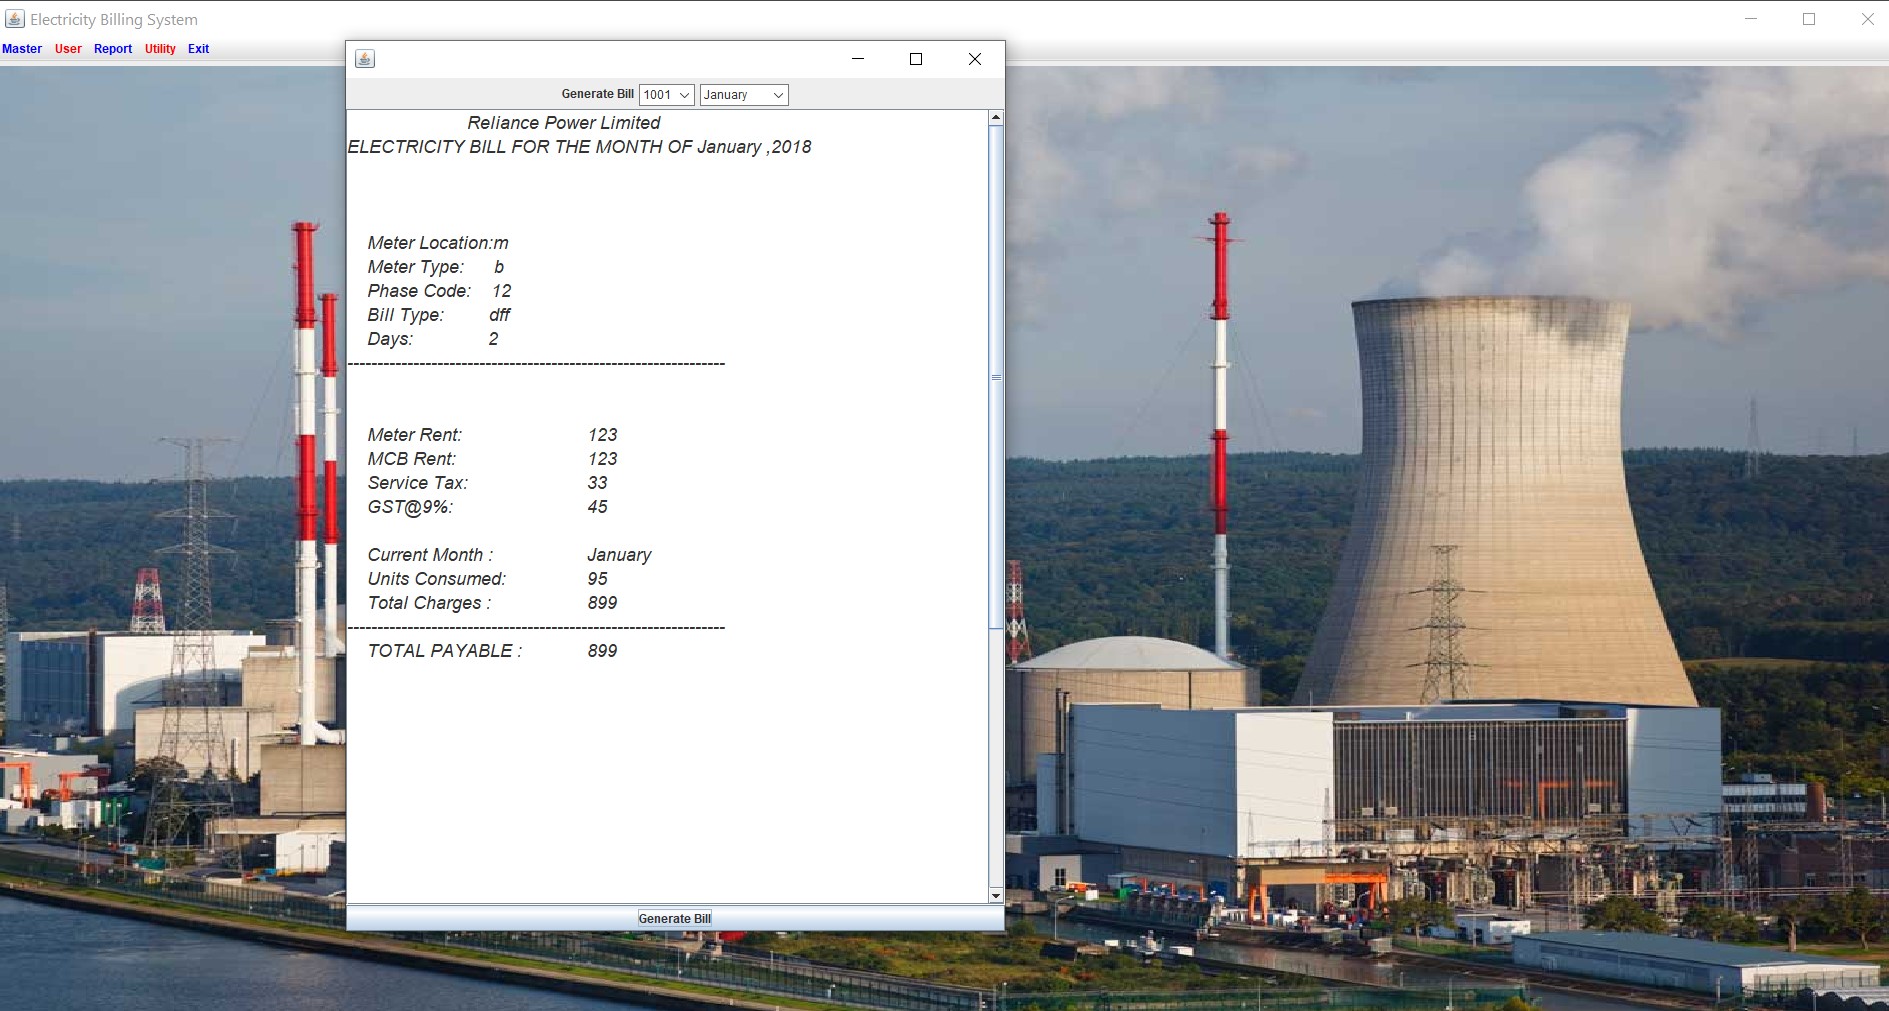 Electricity Billing System
Master User Report Utility Exit
Generate Bill 1001 January
Reliance Power Limited
ELECTRICITY BILL FOR THE MONTH OF January ,2018
Meter Location:m
Meter Type: b
Phase Code: 12
Bill Type: dff
Days: 2
---------------------------------------------------------------
Meter Rent: 123
MCB Rent: 123
Service Tax: 33
GST@9%: 45
Current Month : January
Units Consumed: 95
Total Charges : 899
---------------------------------------------------------------
TOTAL PAYABLE : 899
Generate Bill